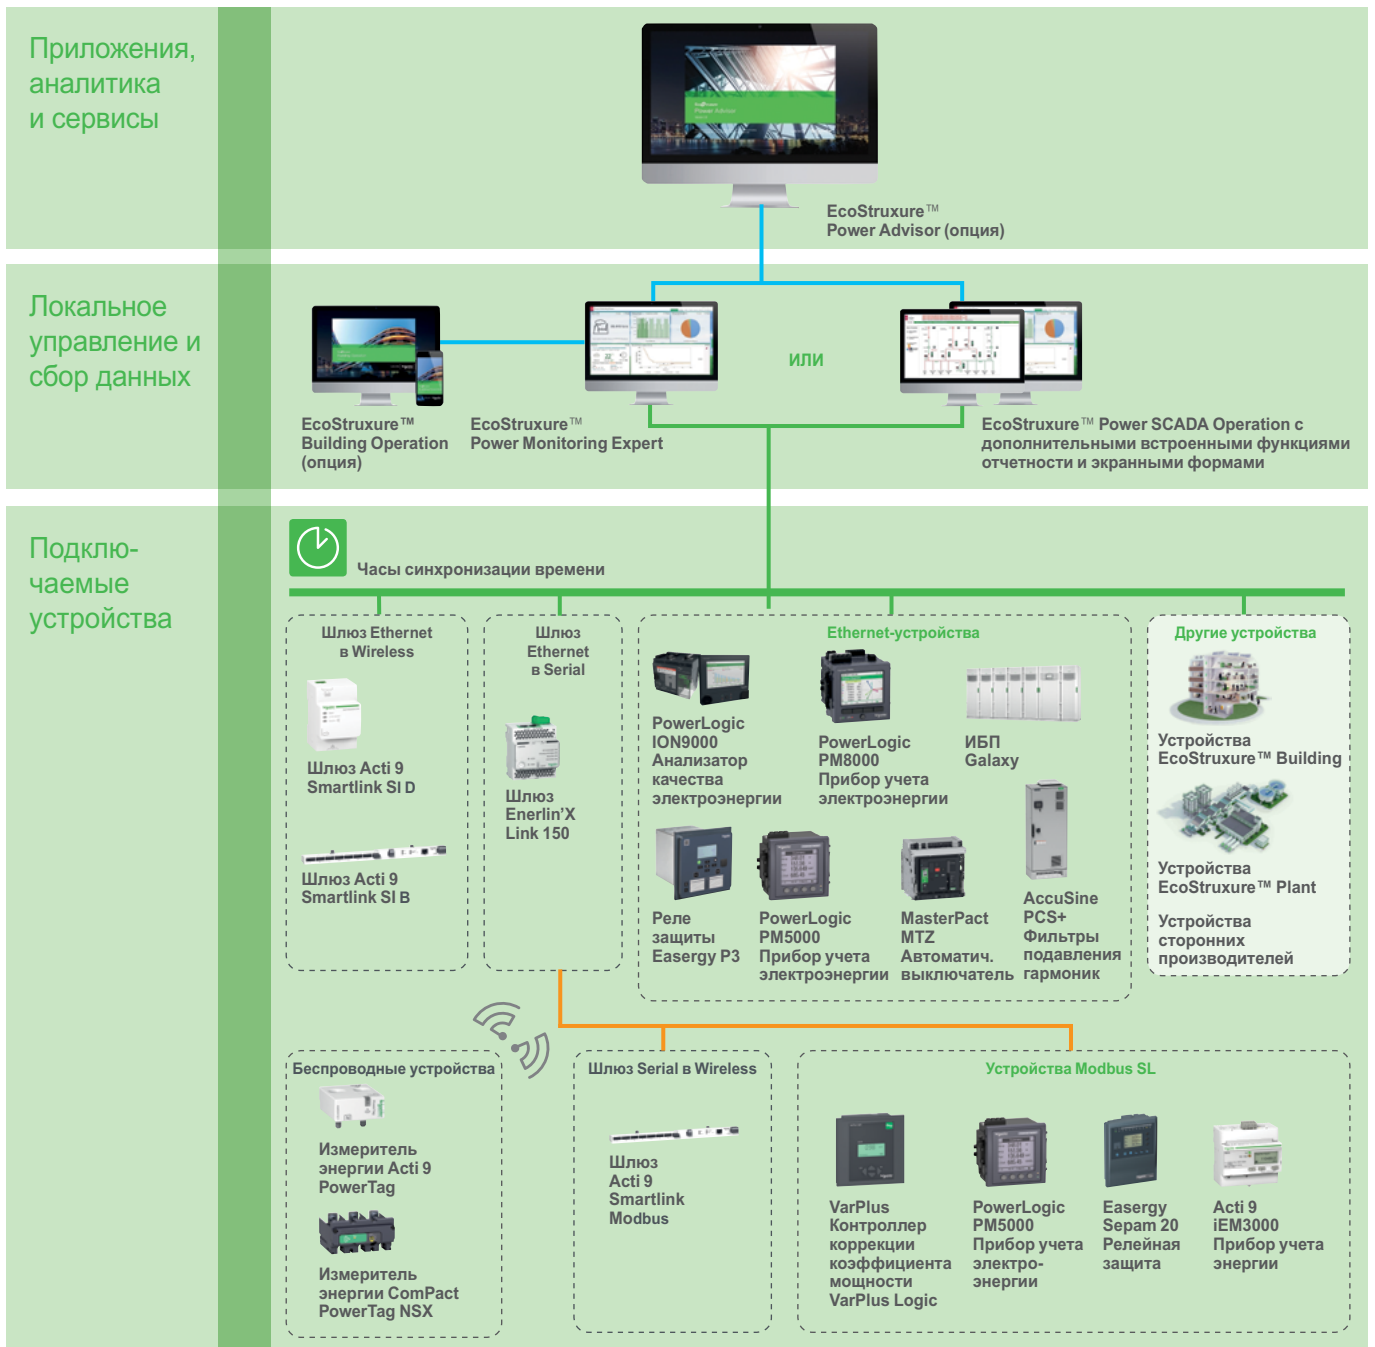 Приложения,
аналитика
и сервисы
EcoStruxure™
Power Advisor (опция)
Локальное
управление и
сбор данных
или
EcoStruxure™
Building Operation
(опция)
EcoStruxure™
Power Monitoring Expert
EcoStruxure™ Power SCADA Operation с
дополнительными встроенными функциями
отчетности и экранными формами
Подклю-
чаемые
устройства
Часы синхронизации времени
Шлюз Ethernet
в Wireless
Шлюз Acti 9
Smartlink SI D
Шлюз Acti 9
Smartlink SI B
Шлюз
Ethernet
в Serial
Шлюз
Enerlin’X
Link 150
Ethernet-устройства
PowerLogic
ION9000
Анализатор
качества
электроэнергии
PowerLogic
PM8000
Прибор учета
электроэнергии
ИБП
Galaxy
Реле
защиты
Easergy P3
PowerLogic
PM5000
Прибор учета
электроэнергии
MasterPact
MTZ
Автоматич.
выключатель
AccuSine
PCS+
Фильтры
подавления
гармоник
Другие устройства
Устройства
EcoStruxure™ Building
Устройства
EcoStruxure™ Plant
Устройства
сторонних
производителей
Беспроводные устройства
Измеритель
энергии Acti 9
PowerTag
Измеритель
энергии ComPact
PowerTag NSX
Шлюз Serial в Wireless
Шлюз
Acti 9
Smartlink
Modbus
Устройства Modbus SL
VarPlus
Контроллер
коррекции
коэффициента
мощности
VarPlus Logic
PowerLogic
PM5000
Прибор учета
электро-
энергии
Easergy
Sepam 20
Релейная
защита
Acti 9
iEM3000
Прибор учета
энергии